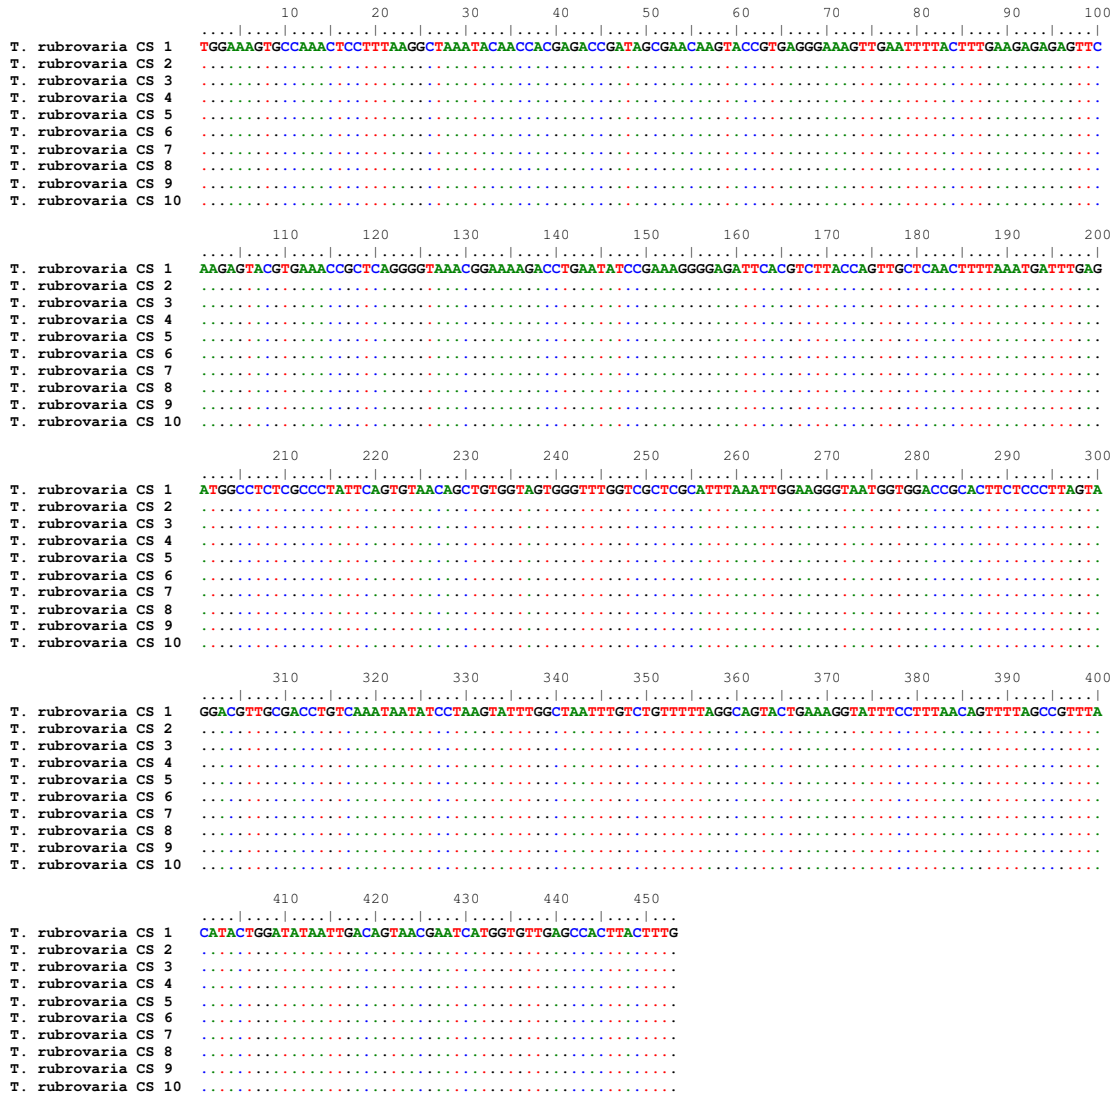 10 20 30 40 50 60 70 80 90 100
T. rubrovaria CS 1 TGGAAAGTGCCAAACTCCTTTAAGGCTAAATACAACCACGAGACCGATAGCGAACAAGTACCGTGAGGGAAAGTTGAATTTTACTTTGAAGAGAGAGTTC
T. rubrovaria CS 2
T. rubrovaria CS 3
T. rubrovaria CS 4
T. rubrovaria CS 5
T. rubrovaria CS 6
T. rubrovaria CS 7
T. rubrovaria CS 8
T. rubrovaria CS 9
T. rubrovaria CS 10
110 120 130 140 150 160 170 180 190 200
T. rubrovaria CS 1 AAGAGTACGTGAAACCGCTCAGGGGTAAACGGAAAAGACCTGAATATCCGAAAGGGGAGATTCACGTCTTACCAGTTGCTCAACTTTTAAATGATTTGAG
T. rubrovaria CS 2
T. rubrovaria CS 3
T. rubrovaria CS 4
T. rubrovaria CS 5
T. rubrovaria CS 6
T. rubrovaria CS 7
T. rubrovaria CS 8
T. rubrovaria CS 9
T. rubrovaria CS 10
210 220 230 240 250 260 270 280 290 300
T. rubrovaria CS 1 ATGGCCTCTCGCCCTATTCAGTGTAACAGCTGTGGTAGTGGGTTTGGTCGCTCGCATTTAAATTGGAAGGGTAATGGTGGACCGCACTTCTCCCTTAGTA
T. rubrovaria CS 2
T. rubrovaria CS 3
T. rubrovaria CS 4
T. rubrovaria CS 5
T. rubrovaria CS 6
T. rubrovaria CS 7
T. rubrovaria CS 8
T. rubrovaria CS 9
T. rubrovaria CS 10
310 320 330 340 350 360 370 380 390 400
T. rubrovaria CS 1 GGACGTTGCGACCTGTCAAATAATATCCTAAGTATTTGGCTAATTTGTCTGTTTTTAGGCAGTACTGAAAGGTATTTCCTTTAACAGTTTTAGCCGTTTA
T. rubrovaria CS 2
T. rubrovaria CS 3
T. rubrovaria CS 4
T. rubrovaria CS 5
T. rubrovaria CS 6
T. rubrovaria CS 7
T. rubrovaria CS 8
T. rubrovaria CS 9
T. rubrovaria CS 10
410 420 430 440 450
T. rubrovaria CS 1 CATACTGGATATAATTGACAGTAACGAATCATGGTGTTGAGCCACTTACTTTG
T. rubrovaria CS 2
T. rubrovaria CS 3
T. rubrovaria CS 4
T. rubrovaria CS 5
T. rubrovaria CS 6
T. rubrovaria CS 7
T. rubrovaria CS 8
T. rubrovaria CS 9
T. rubrovaria CS 10